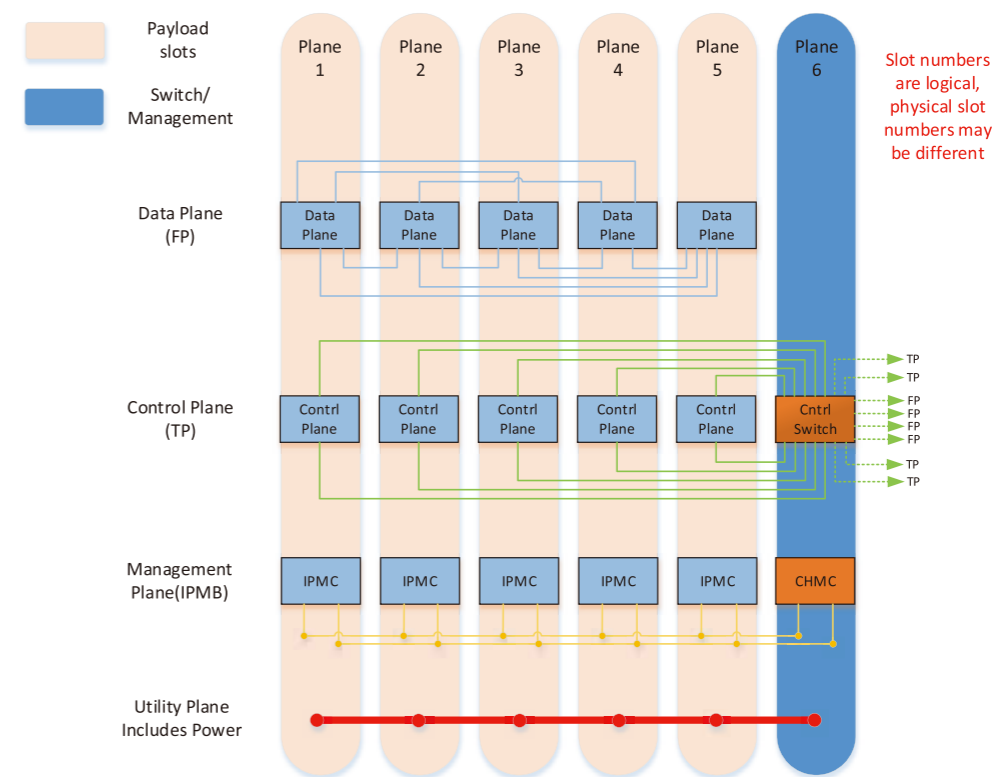 Payload
slots
Switch/
Management
Plane
1
Plane
2
Plane
3
Plane
4
Plane
5
Plane
6
Slot numbers
are logical,
physical slot
numbers may
be different
Data Plane
(FP)
Data
Plane
Data
Plane
Data
Plane
Data
Plane
Data
Plane
Control Plane
(TP)
Contrl
Plane
Contrl
Plane
Contrl
Plane
Contrl
Plane
Contrl
Plane
Cntrl
Switch
TP
TP
FP
FP
FP
FP
TP
TP
Management
Plane(IPMB)
IPMC
IPMC
IPMC
IPMC
IPMC
CHMC
Utility Plane
Includes Power